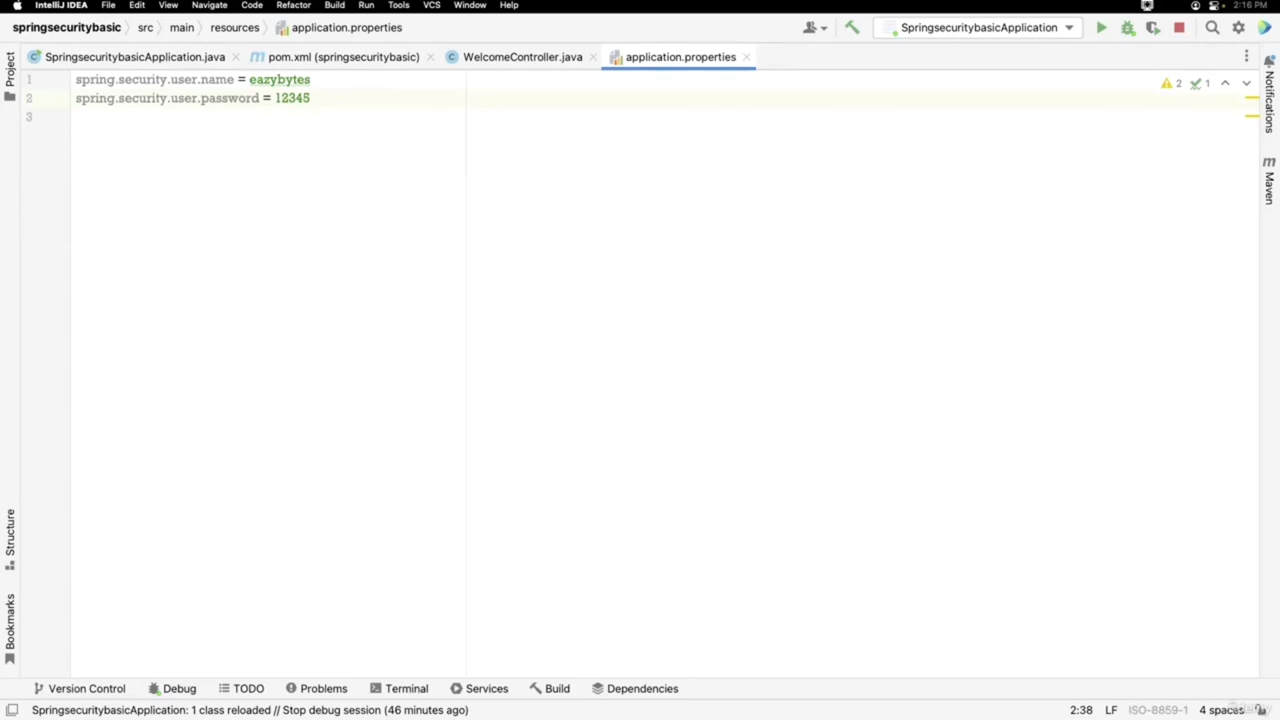 IntelliJ IDEA File Edit View Navigate Code Refactor Build Run Tools VCS Window Help 2:16 PM
springsecuritybasic src main resources application.properties SpringsecuritybasicApplication
Project SpringsecuritybasicApplication.java pom.xml (springsecuritybasic) WelcomeController.java application.properties Notifications
1 spring.security.user.name = eazybytes 2 1
2 spring.security.user.password = 12345
3
Maven
Structure
Bookmarks
Version Control Debug TODO Problems Terminal Services Build Dependencies
SpringsecuritybasicApplication: 1 class reloaded // Stop debug session (46 minutes ago) 2:38 LF ISO-8859-1 4 spaces